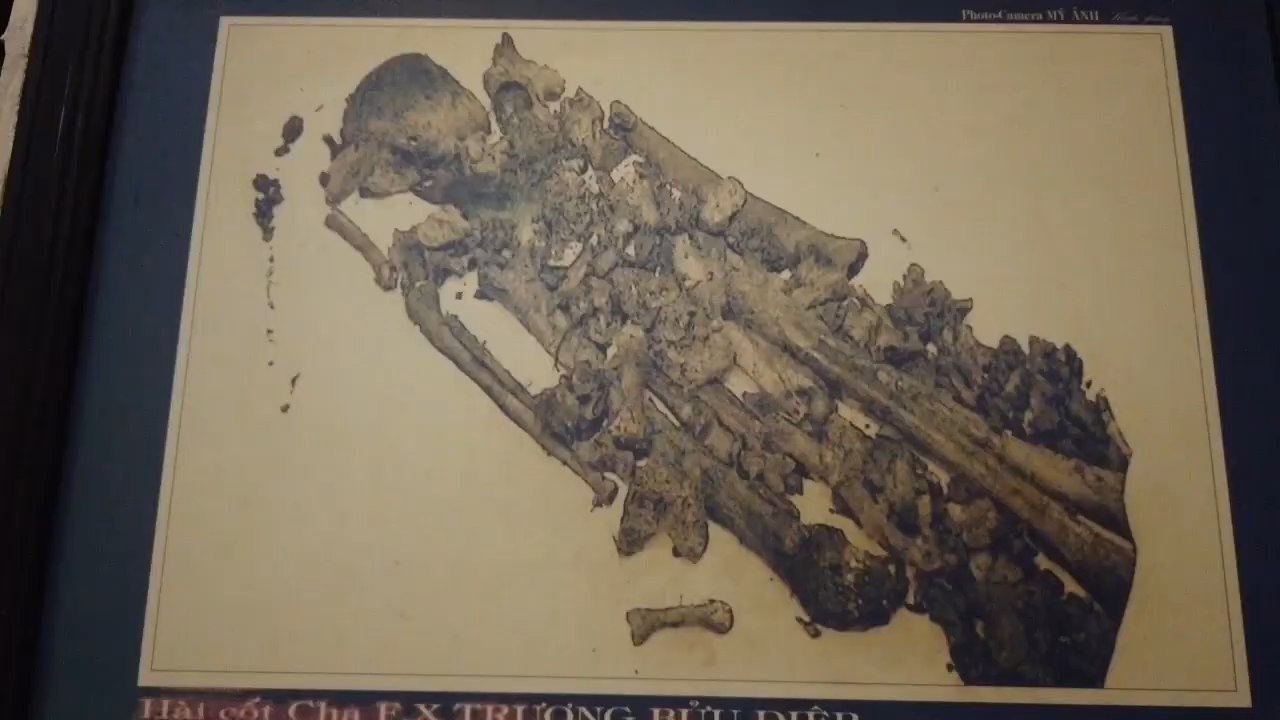 Photo-Camera MỸ ẢNH
Hài cốt Cha F.X TRƯƠNG BỬU DIỆP